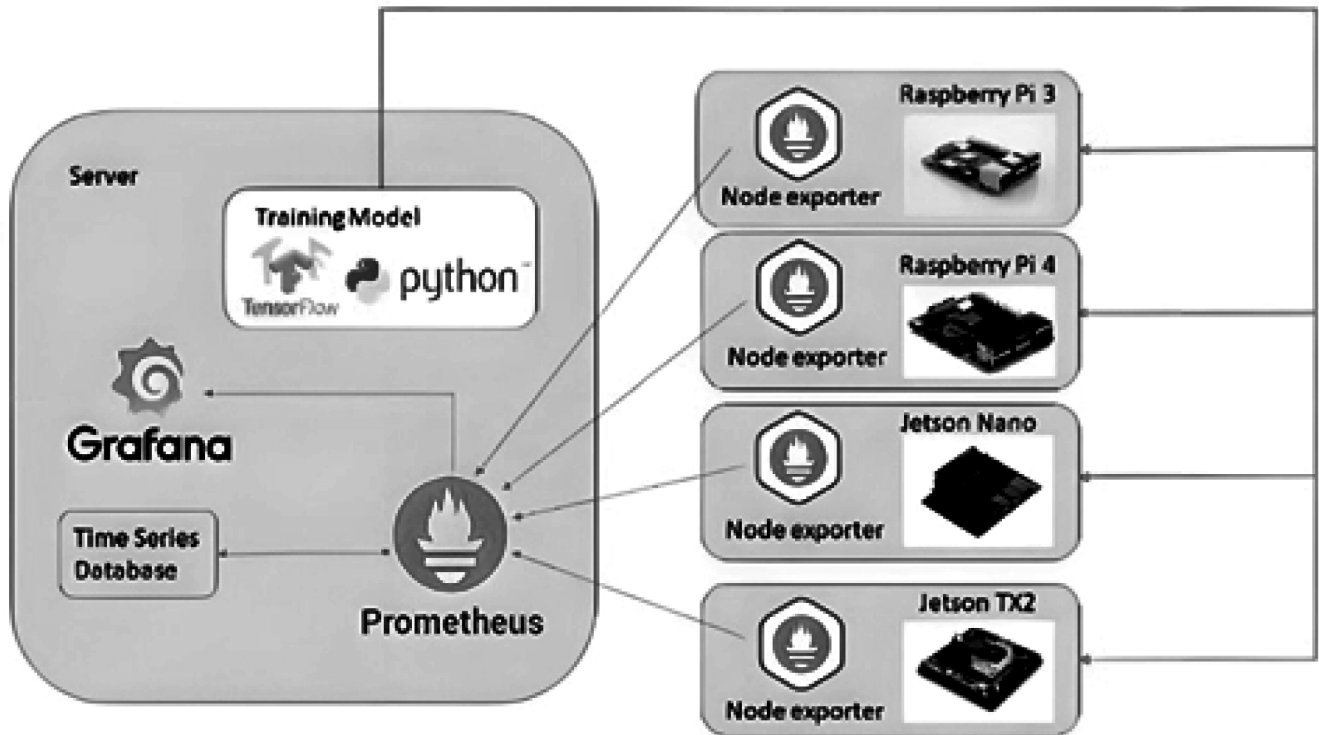 Server
Training Model
TensorFlow
python
Grafana
Time Series
Database
Prometheus
Raspberry Pi 3
Node exporter
Raspberry Pi 4
Node exporter
Jetson Nano
Node exporter
Jetson TX2
Node exporter